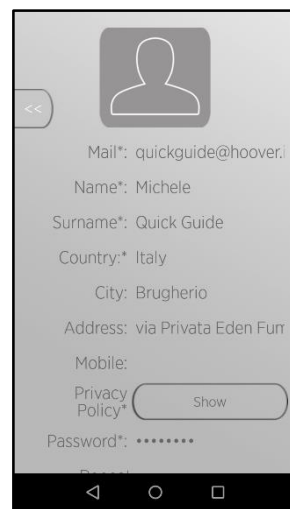 <<
Mail*: quickguide@hoover.i
Name*: Michele
Surname*: Quick Guide
Country:* Italy
City: Brugherio
Address: via Privata Eden Fum
Mobile:
Privacy
Policy*
Show
Password*: ••••••••